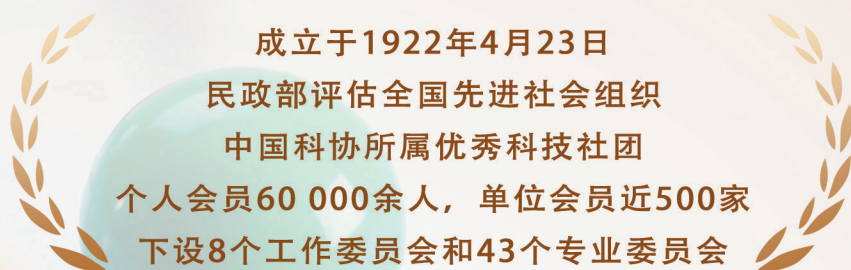 成立于1922年4月23日
民政部评估全国先进社会组织
中国科协所属优秀科技社团
个人会员60 000余人，单位会员近500家
下设8个工作委员会和43个专业委员会